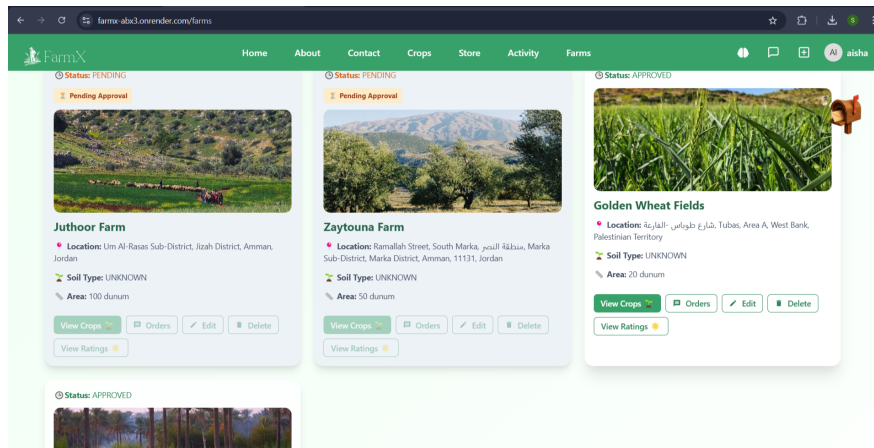 farmx-abx3.onrender.com/farms
S
FarmX
Home About Contact Crops Store Activity Farms
AI aisha
Status: PENDING
Pending Approval
Juthoor Farm
Location: Um Al-Rasas Sub-District, Jizah District, Amman,
Jordan
Soil Type: UNKNOWN
Area: 100 dunum
View Crops Orders Edit Delete
View Ratings
Status: PENDING
Pending Approval
Zaytouna Farm
Location: Ramallah Street, South Marka, منطقة النصر, Marka
Sub-District, Marka District, Amman, 11131, Jordan
Soil Type: UNKNOWN
Area: 50 dunum
View Crops Orders Edit Delete
View Ratings
Status: APPROVED
Golden Wheat Fields
Location: شارع طوباس -الفارعة, Tubas, Area A, West Bank,
Palestinian Territory
Soil Type: UNKNOWN
Area: 20 dunum
View Crops Orders Edit Delete
View Ratings
Status: APPROVED